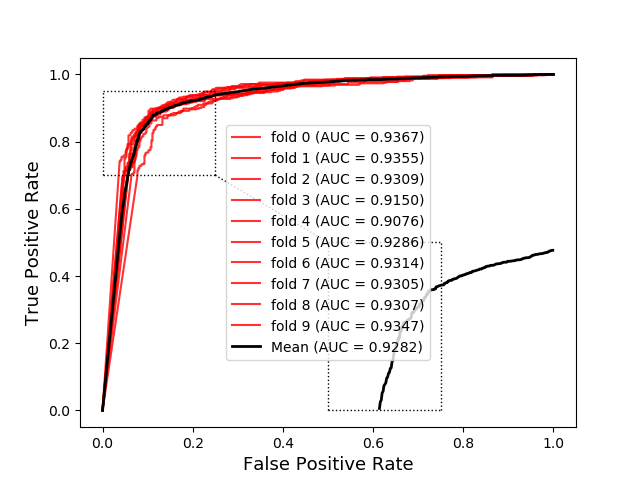 True Positive Rate
1.0
0.8
0.6
0.4
0.2
0.0
fold 0 (AUC = 0.9367)
fold 1 (AUC = 0.9355)
fold 2 (AUC = 0.9309)
fold 3 (AUC = 0.9150)
fold 4 (AUC = 0.9076)
fold 5 (AUC = 0.9286)
fold 6 (AUC = 0.9314)
fold 7 (AUC = 0.9305)
fold 8 (AUC = 0.9307)
fold 9 (AUC = 0.9347)
Mean (AUC = 0.9282)
0.0 0.2 0.4 0.6 0.8 1.0
False Positive Rate